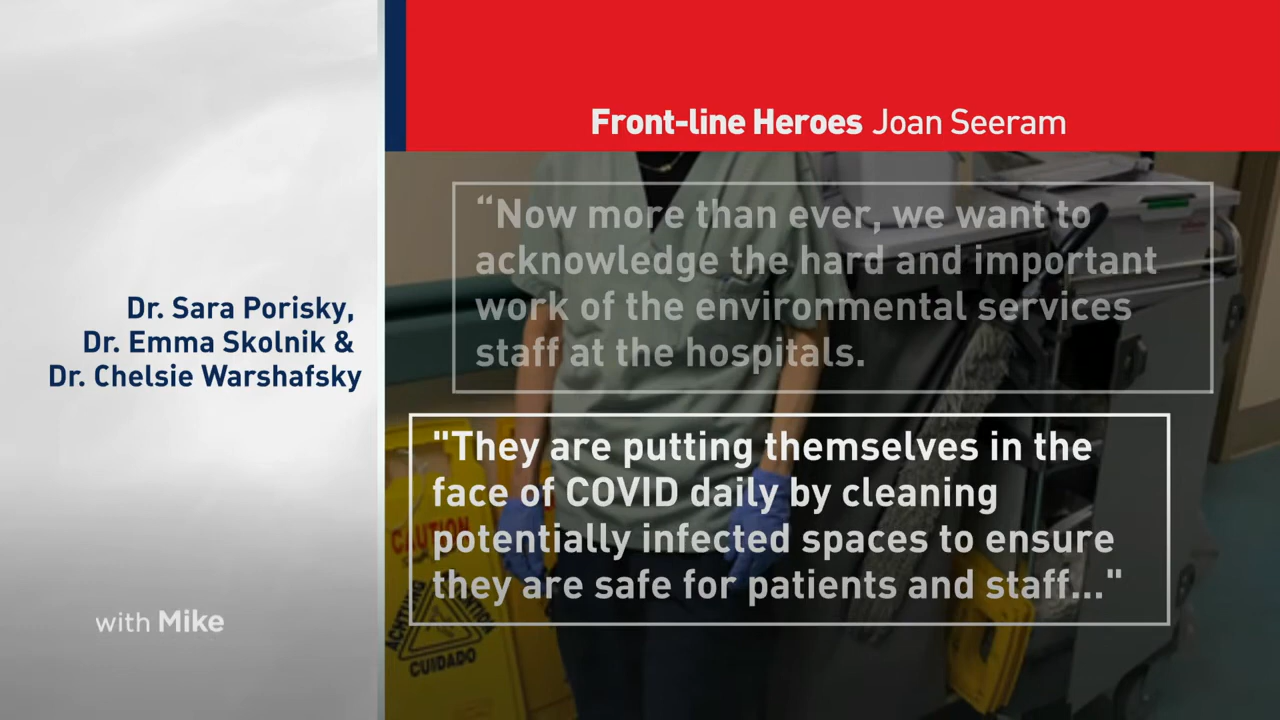 Front-line Heroes Joan Seeram
“Now more than ever, we want to
acknowledge the hard and important
work of the environmental services
staff at the hospitals.
"They are putting themselves in the
face of COVID daily by cleaning
potentially infected spaces to ensure
they are safe for patients and staff..."
Dr. Sara Porisky,
Dr. Emma Skolnik &
Dr. Chelsie Warshafsky
with Mike
CAUTION
ACHTUNG
CUIDADO